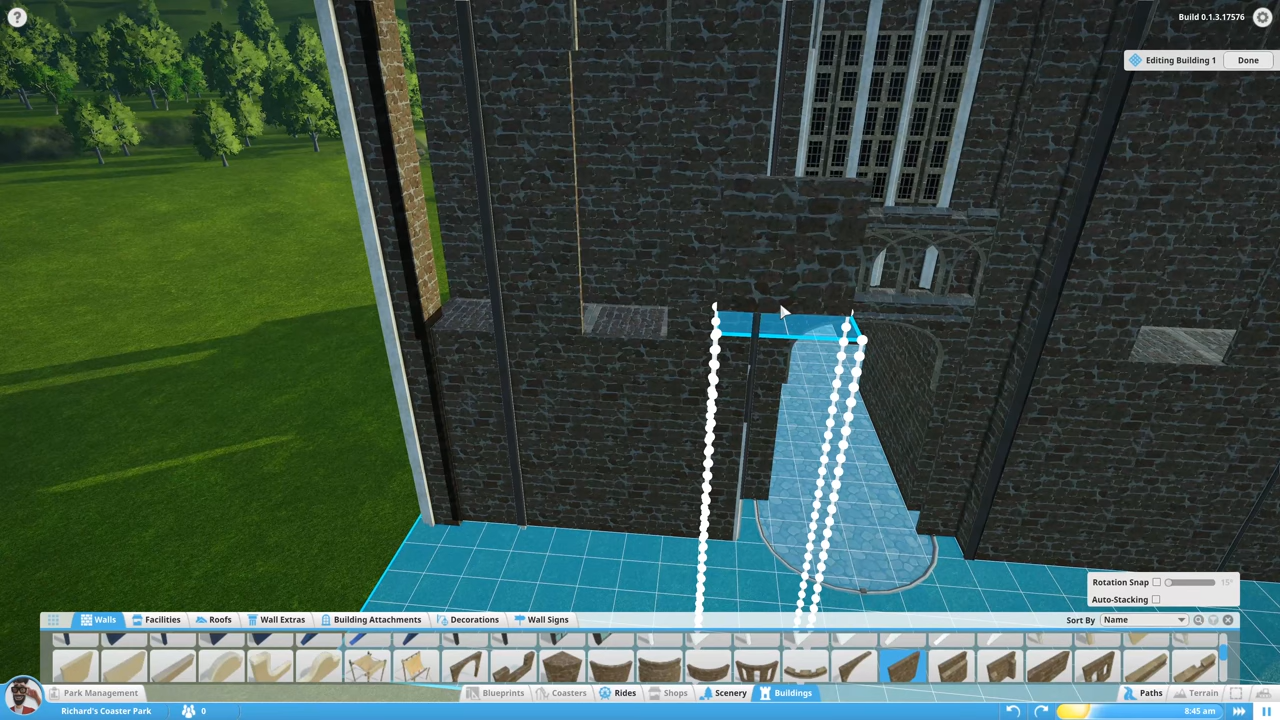 ?
Build 0.1.3.17576
Editing Building 1 Done
Rotation Snap 15°
Auto-Stacking
Walls Facilities Roofs Wall Extras Building Attachments Decorations Wall Signs Sort By Name
Park Management Blueprints Coasters Rides Shops Scenery Buildings Paths Terrain
Richard's Coaster Park 0 8:45 am